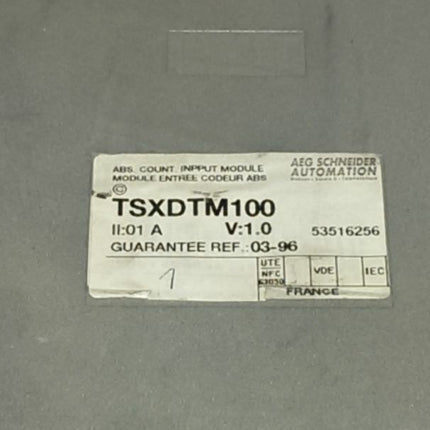 ABS. COUNT. INPPUT MODULE
MODULE ENTREE CODEUR ABS
AEG SCHNEIDER
AUTOMATION
©
TSXDTM100
II:01 A V:1.0 53516256
GUARANTEE REF.:03-96
1
UTE
NFC
63050
VDE
IEC
FRANCE